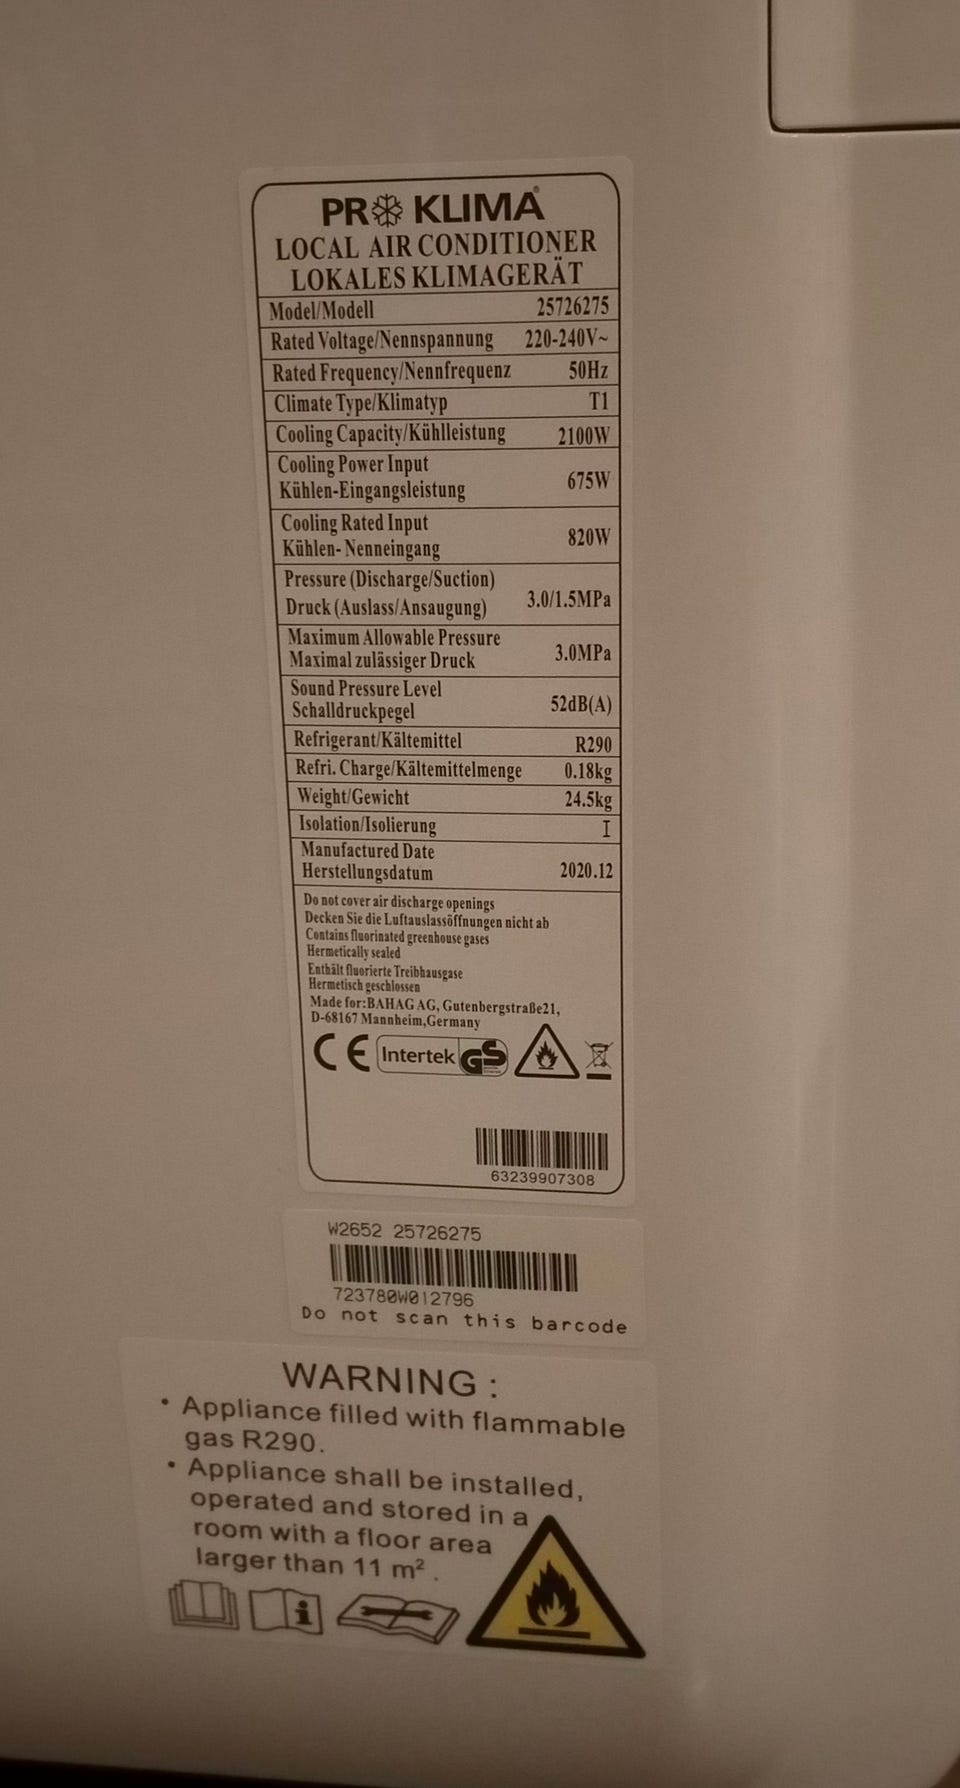 PRO KLIMA®
LOCAL AIR CONDITIONER
LOKALES KLIMAGERÄT
Model/Modell 25726275
Rated Voltage/Nennspannung 220-240V~
Rated Frequency/Nennfrequenz 50Hz
Climate Type/Klimatyp T1
Cooling Capacity/Kühlleistung 2100W
Cooling Power Input
Kühlen-Eingangsleistung 675W
Cooling Rated Input
Kühlen- Nenneingang 820W
Pressure (Discharge/Suction)
Druck (Auslass/Ansaugung) 3.0/1.5MPa
Maximum Allowable Pressure
Maximal zulässiger Druck 3.0MPa
Sound Pressure Level
Schalldruckpegel 52dB(A)
Refrigerant/Kältemittel R290
Refri. Charge/Kältemittelmenge 0.18kg
Weight/Gewicht 24.5kg
Isolation/Isolierung I
Manufactured Date
Herstellungsdatum 2020.12
Do not cover air discharge openings
Decken Sie die Luftauslassöffnungen nicht ab
Contains fluorinated greenhouse gases
Hermetically sealed
Enthält fluorierte Treibhausgase
Hermetisch geschlossen
Made for:BAHAG AG, Gutenbergstraße21,
D-68167 Mannheim,Germany
CE Intertek GS
63239907308
W2652 25726275
723780W012796
Do not scan this barcode
WARNING :
• Appliance filled with flammable
gas R290.
• Appliance shall be installed,
operated and stored in a
room with a floor area
larger than 11 m² .